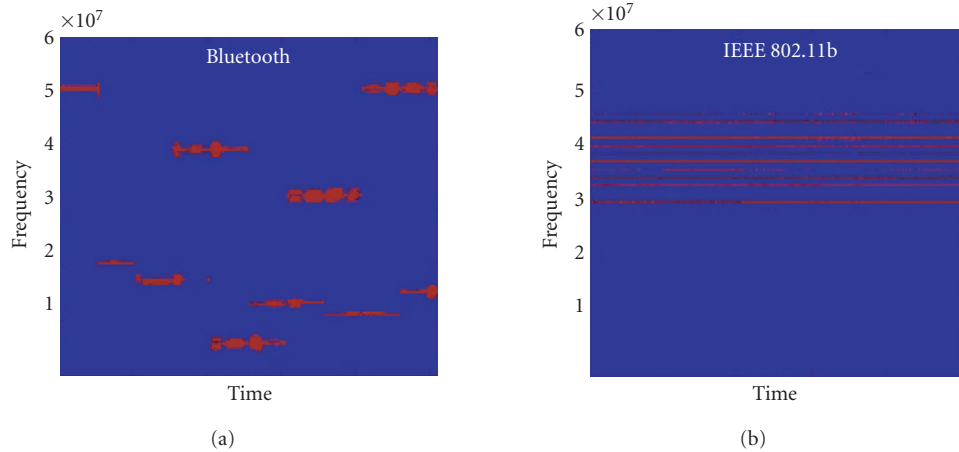 ×10⁷
6
Bluetooth
5
4
Frequency
3
2
1
Time
(a)
×10⁷
6
IEEE 802.11b
5
4
Frequency
3
2
1
Time
(b)